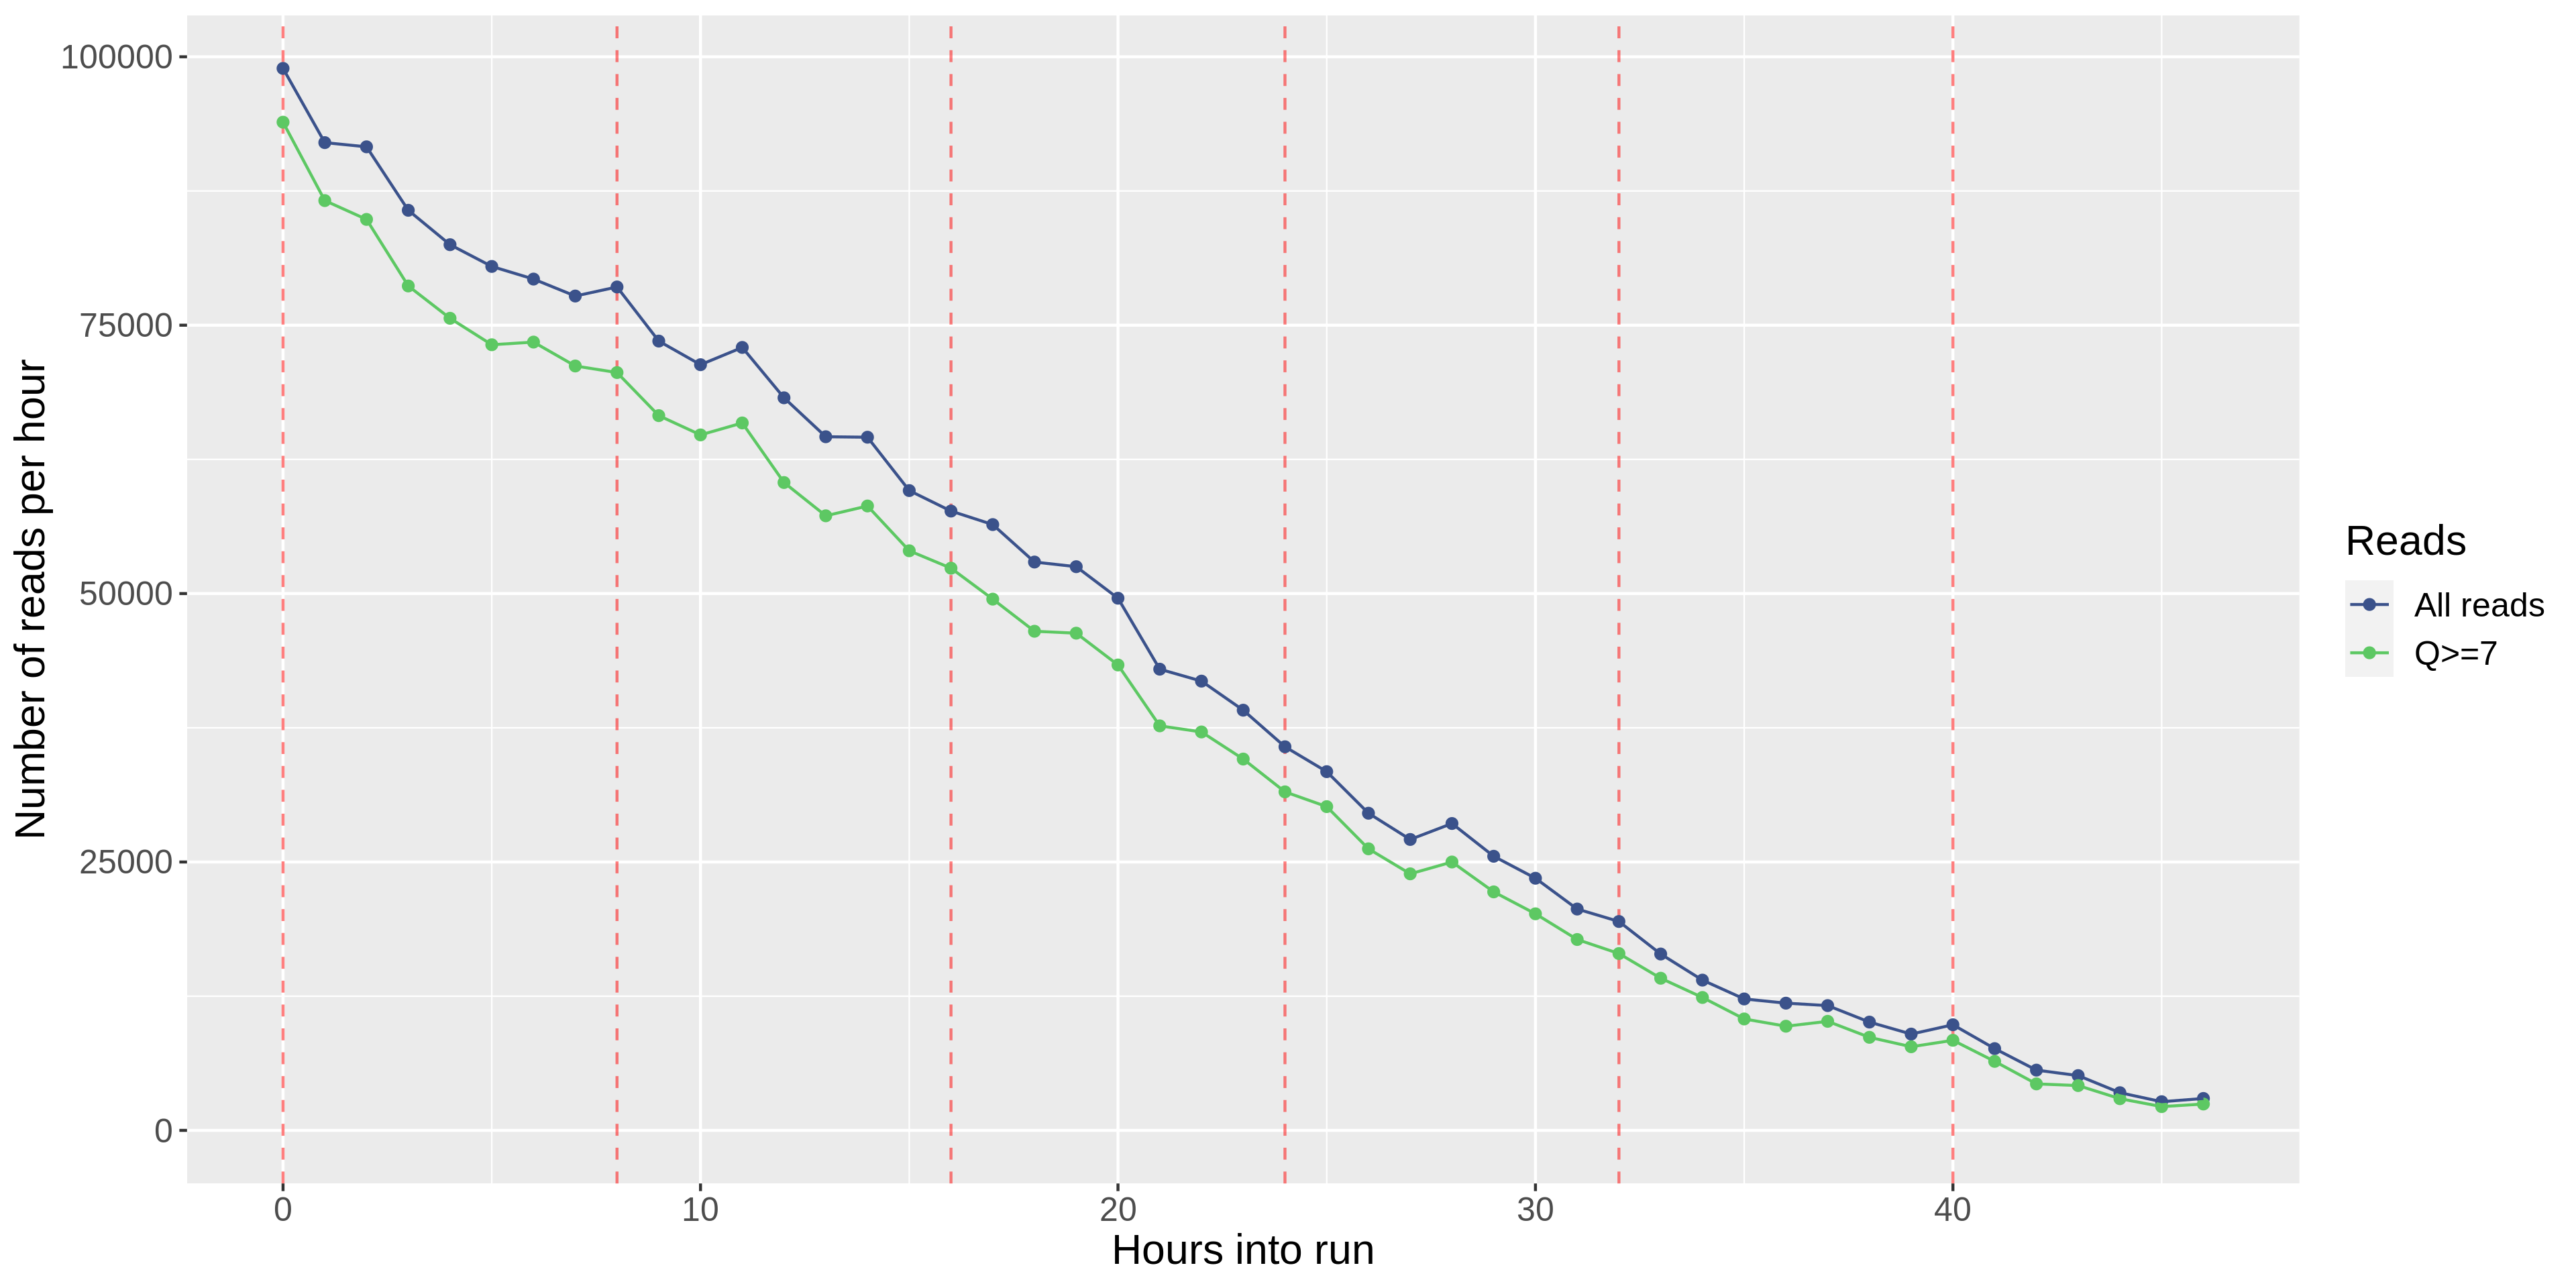 Number of reads per hour
100000
75000
50000
25000
0
0 10 20 30 40
Hours into run
Reads
All reads
Q>=7